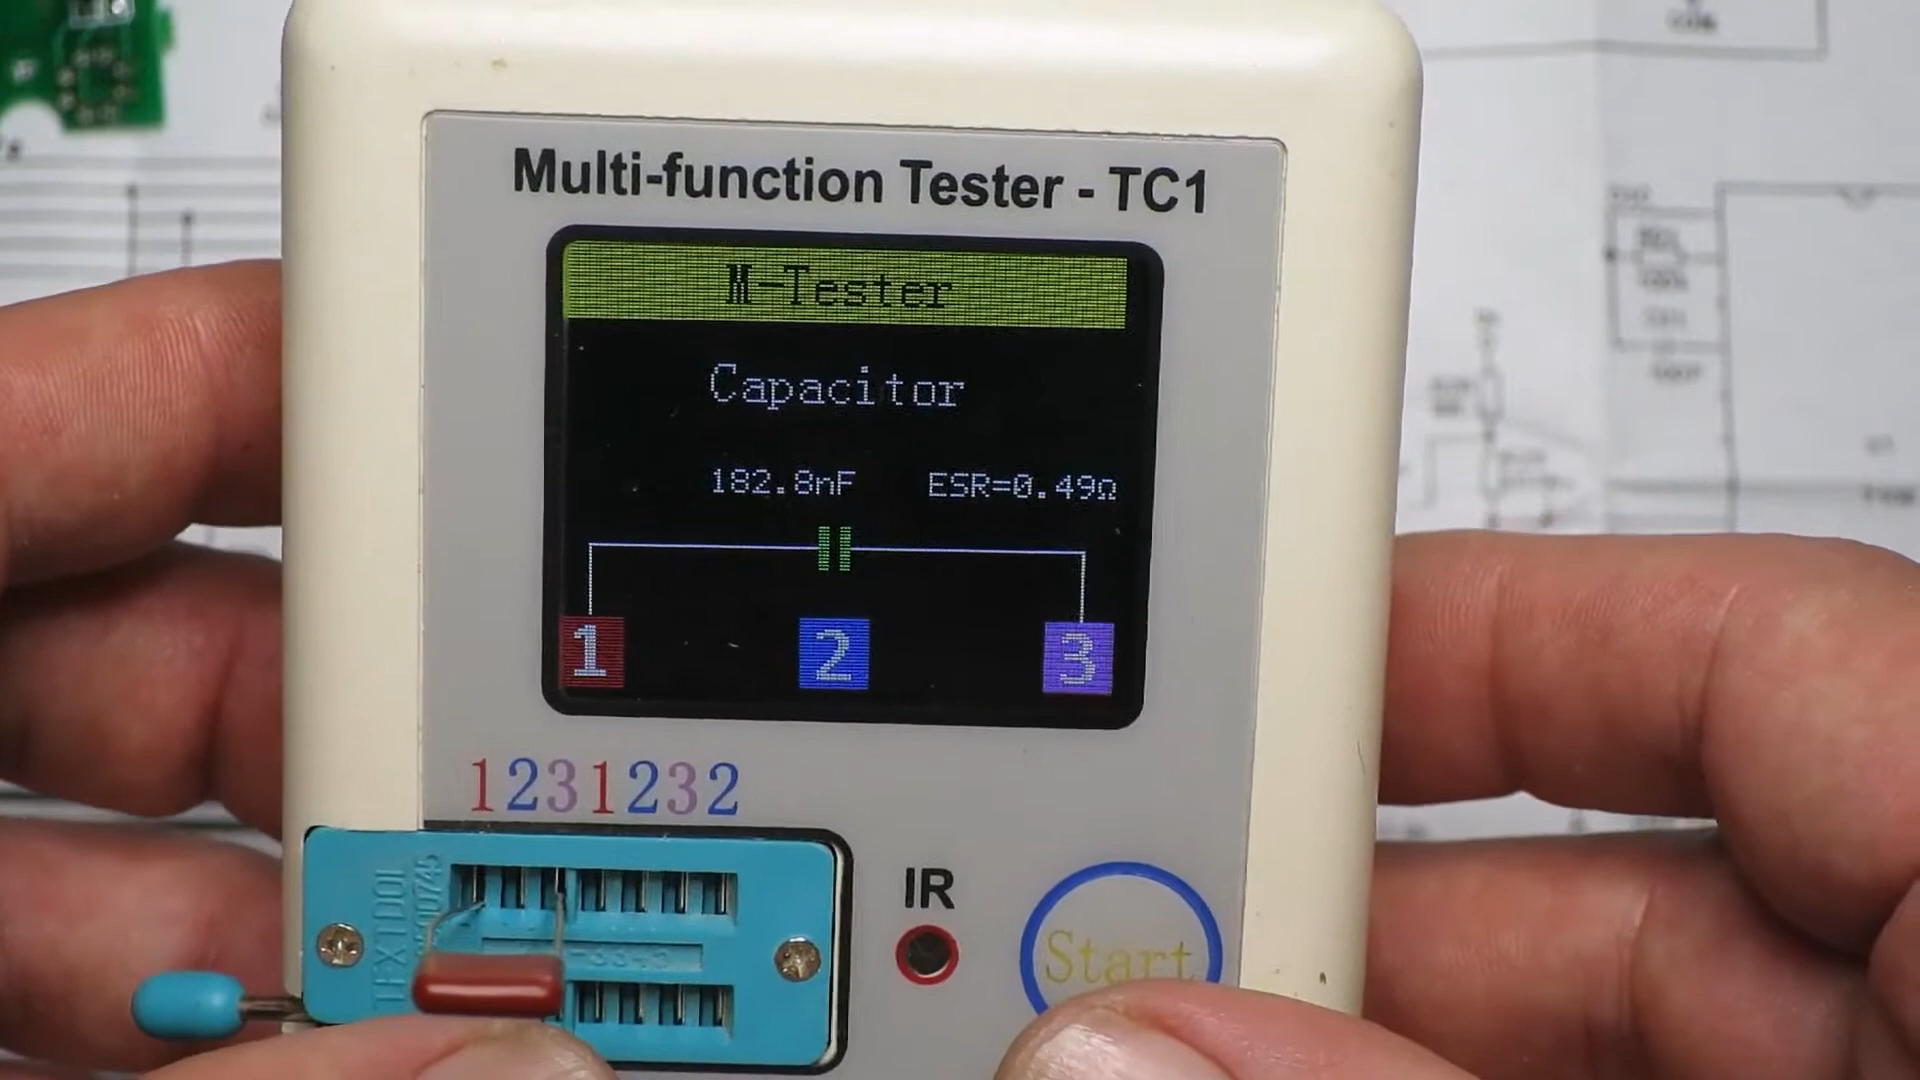 Multi-function Tester - TC1
M-Tester
Capacitor
182.8nF ESR=0.49Ω
1 2 3
1231232
IR
Start